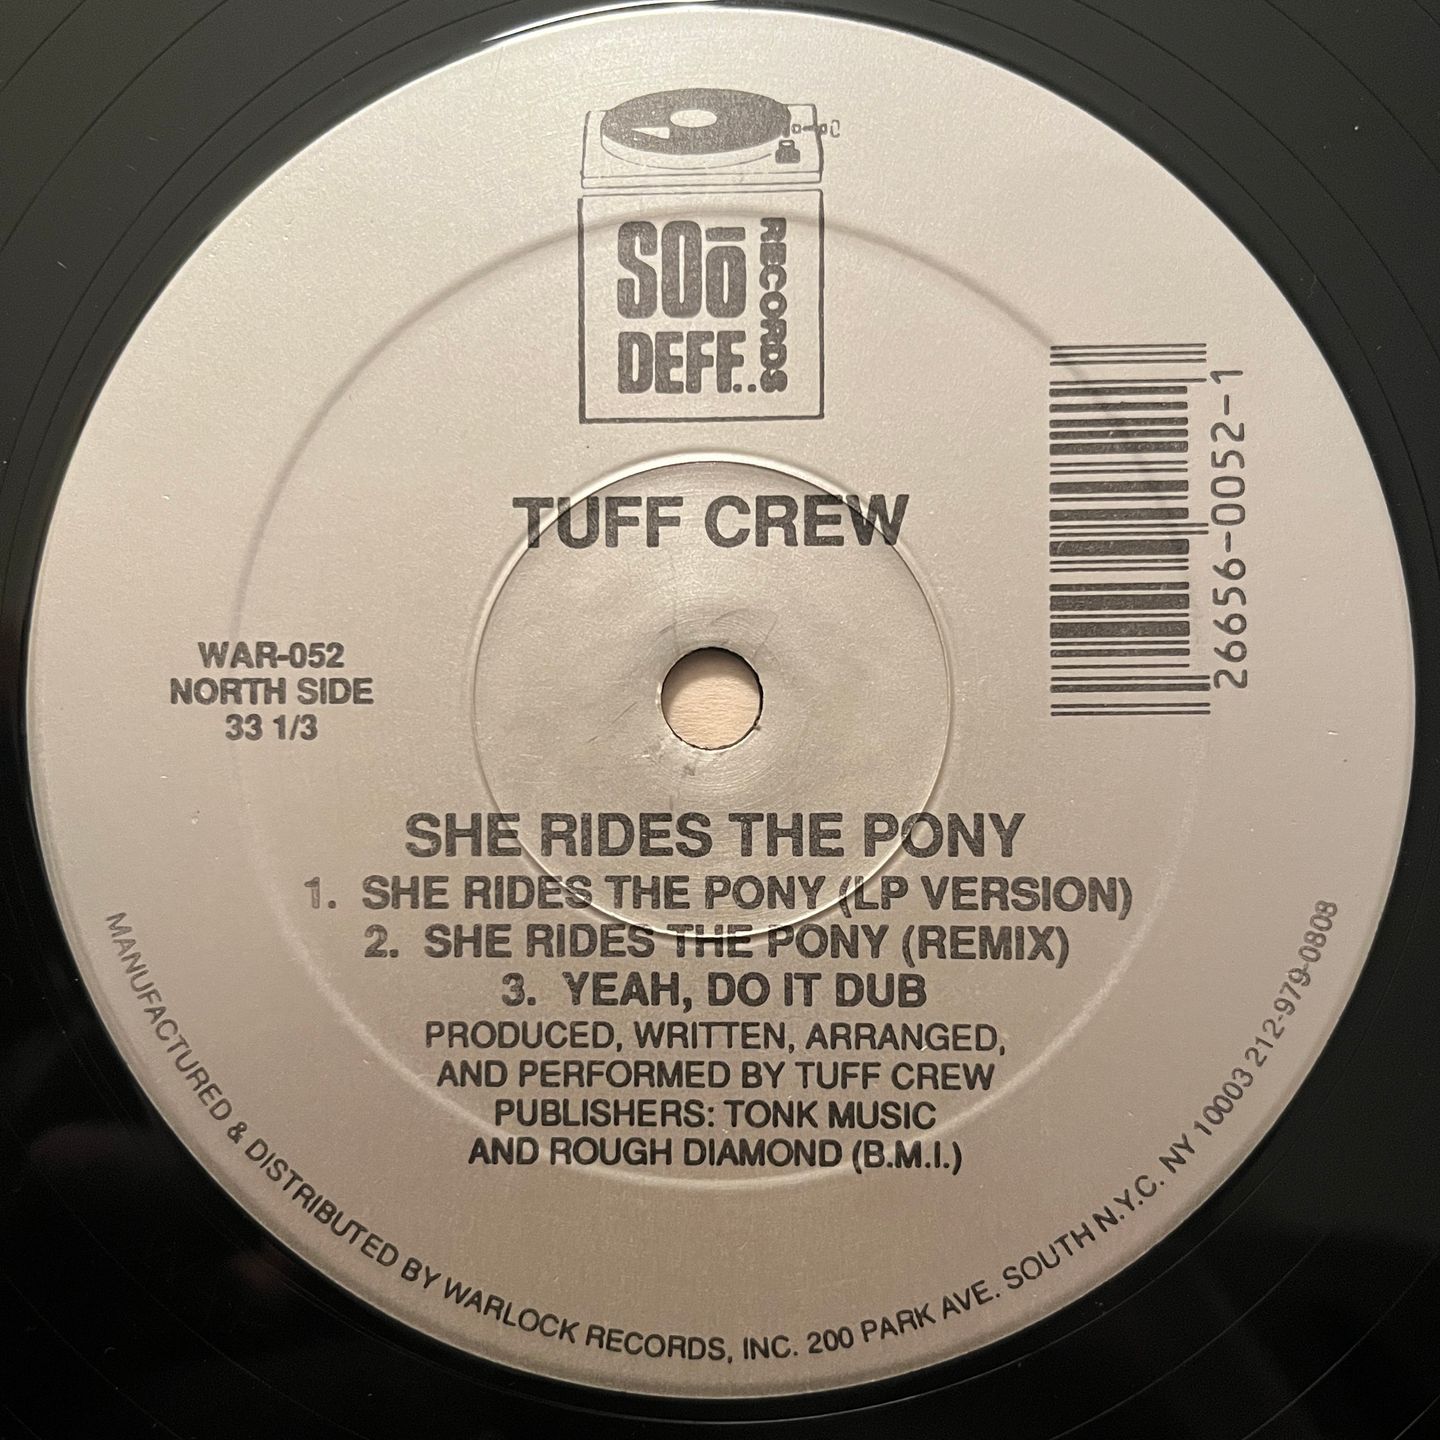 SOŌ
DEFF..
RECORDS
TUFF CREW
26656-0052-1
WAR-052
NORTH SIDE
33 1/3
SHE RIDES THE PONY
1. SHE RIDES THE PONY (LP VERSION)
2. SHE RIDES THE PONY (REMIX)
3. YEAH, DO IT DUB
PRODUCED, WRITTEN, ARRANGED,
AND PERFORMED BY TUFF CREW
PUBLISHERS: TONK MUSIC
AND ROUGH DIAMOND (B.M.I.)
MANUFACTURED & DISTRIBUTED BY WARLOCK RECORDS, INC. 200 PARK AVE. SOUTH N.Y.C. NY 10003 212-979-0808